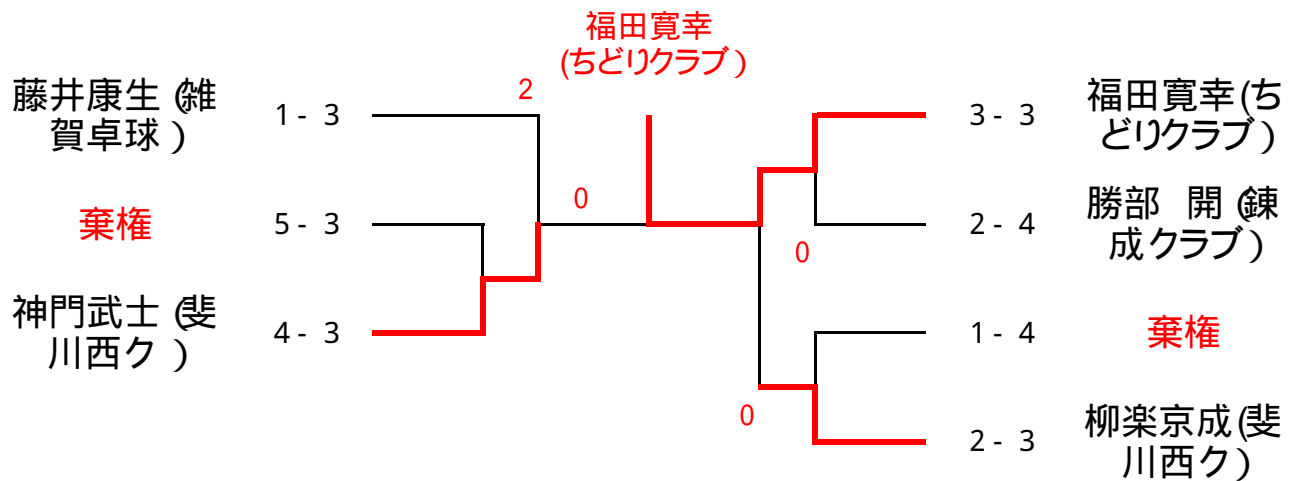 福田寛幸
(ちどりクラブ)
藤井康生(雑
賀卓球)
1-3
2
3-3
福田寛幸(ち
どりクラブ)
棄権
5-3
0
0
2-4
勝部 開(錬
成クラブ)
神門武士(斐
川西ク)
4-3
1-4
棄権
0
2-3
柳楽京成(斐
川西ク)